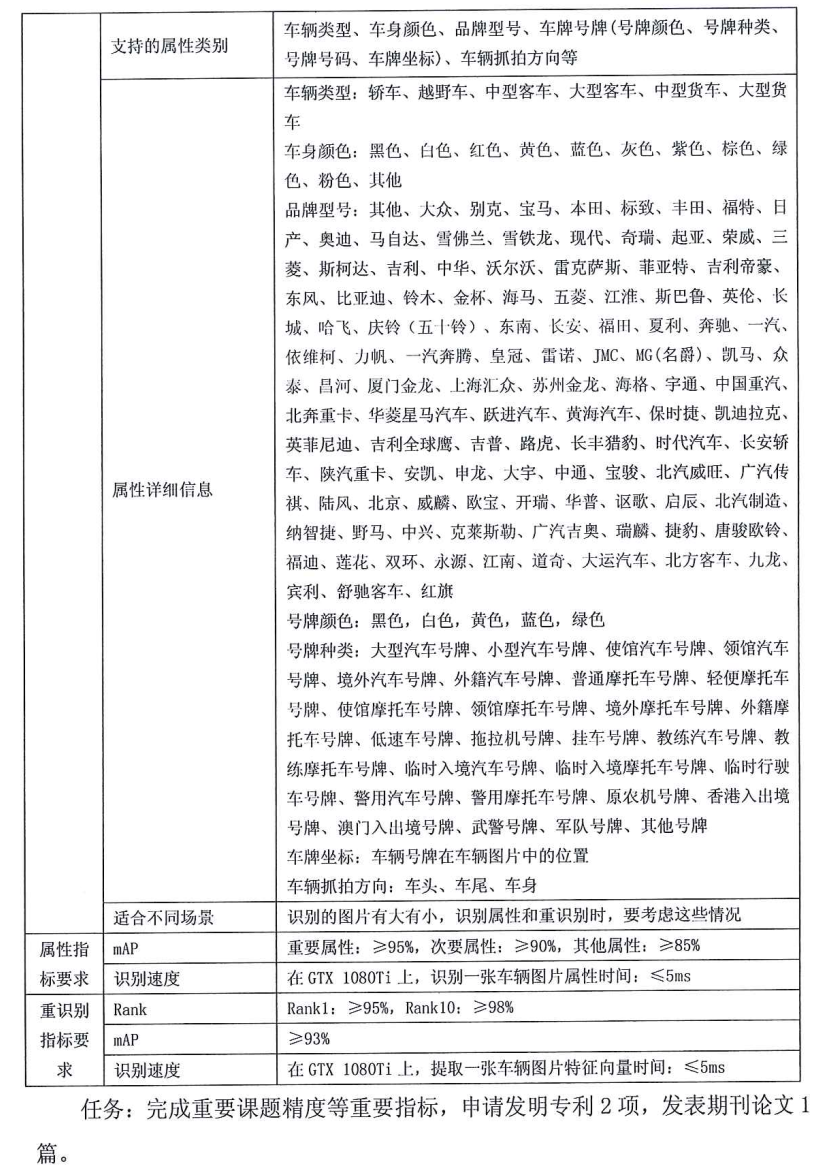 支持的属性类别
车辆类型、车身颜色、品牌型号、车牌号牌(号牌颜色、号牌种类、
号牌号码、车牌坐标)、车辆抓拍方向等
属性详细信息
车辆类型：轿车、越野车、中型客车、大型客车、中型货车、大型货
车
车身颜色：黑色、白色、红色、黄色、蓝色、灰色、紫色、棕色、绿
色、粉色、其他
品牌型号：其他、大众、别克、宝马、本田、标致、丰田、福特、日
产、奥迪、马自达、雪佛兰、雪铁龙、现代、奇瑞、起亚、荣威、三
菱、斯柯达、吉利、中华、沃尔沃、雷克萨斯、菲亚特、吉利帝豪、
东风、比亚迪、铃木、金杯、海马、五菱、江淮、斯巴鲁、英伦、长
城、哈飞、庆铃（五十铃）、东南、长安、福田、夏利、奔驰、一汽、
依维柯、力帆、一汽奔腾、皇冠、雷诺、JMC、MG(名爵)、凯马、众
泰、昌河、厦门金龙、上海汇众、苏州金龙、海格、宇通、中国重汽、
北奔重卡、华菱星马汽车、跃进汽车、黄海汽车、保时捷、凯迪拉克、
英菲尼迪、吉利全球鹰、吉普、路虎、长丰猎豹、时代汽车、长安轿
车、陕汽重卡、安凯、申龙、大宇、中通、宝骏、北汽威旺、广汽传
祺、陆风、北京、威麟、欧宝、开瑞、华普、讴歌、启辰、北汽制造、
纳智捷、野马、中兴、克莱斯勒、广汽吉奥、瑞麟、捷豹、唐骏欧铃、
福迪、莲花、双环、永源、江南、道奇、大运汽车、北方客车、九龙、
宾利、舒驰客车、红旗
号牌颜色：黑色，白色，黄色，蓝色，绿色
号牌种类：大型汽车号牌、小型汽车号牌、使馆汽车号牌、领馆汽车
号牌、境外汽车号牌、外籍汽车号牌、普通摩托车号牌、轻便摩托车
号牌、使馆摩托车号牌、领馆摩托车号牌、境外摩托车号牌、外籍摩
托车号牌、低速车号牌、拖拉机号牌、挂车号牌、教练汽车号牌、教
练摩托车号牌、临时入境汽车号牌、临时入境摩托车号牌、临时行驶
车号牌、警用汽车号牌、警用摩托车号牌、原农机号牌、香港入出境
号牌、澳门入出境号牌、武警号牌、军队号牌、其他号牌
车牌坐标：车辆号牌在车辆图片中的位置
车辆抓拍方向：车头、车尾、车身
适合不同场景
识别的图片有大有小，识别属性和重识别时，要考虑这些情况
属性指
标要求
mAP
重要属性：≥95%，次要属性：≥90%，其他属性：≥85%
识别速度
在 GTX 1080Ti 上，识别一张车辆图片属性时间：≤5ms
重识别
指标要
求
Rank
Rank1：≥95%，Rank10：≥98%
mAP
≥93%
识别速度
在 GTX 1080Ti 上，提取一张车辆图片特征向量时间：≤5ms
任务：完成重要课题精度等重要指标，申请发明专利 2 项，发表期刊论文 1
篇。